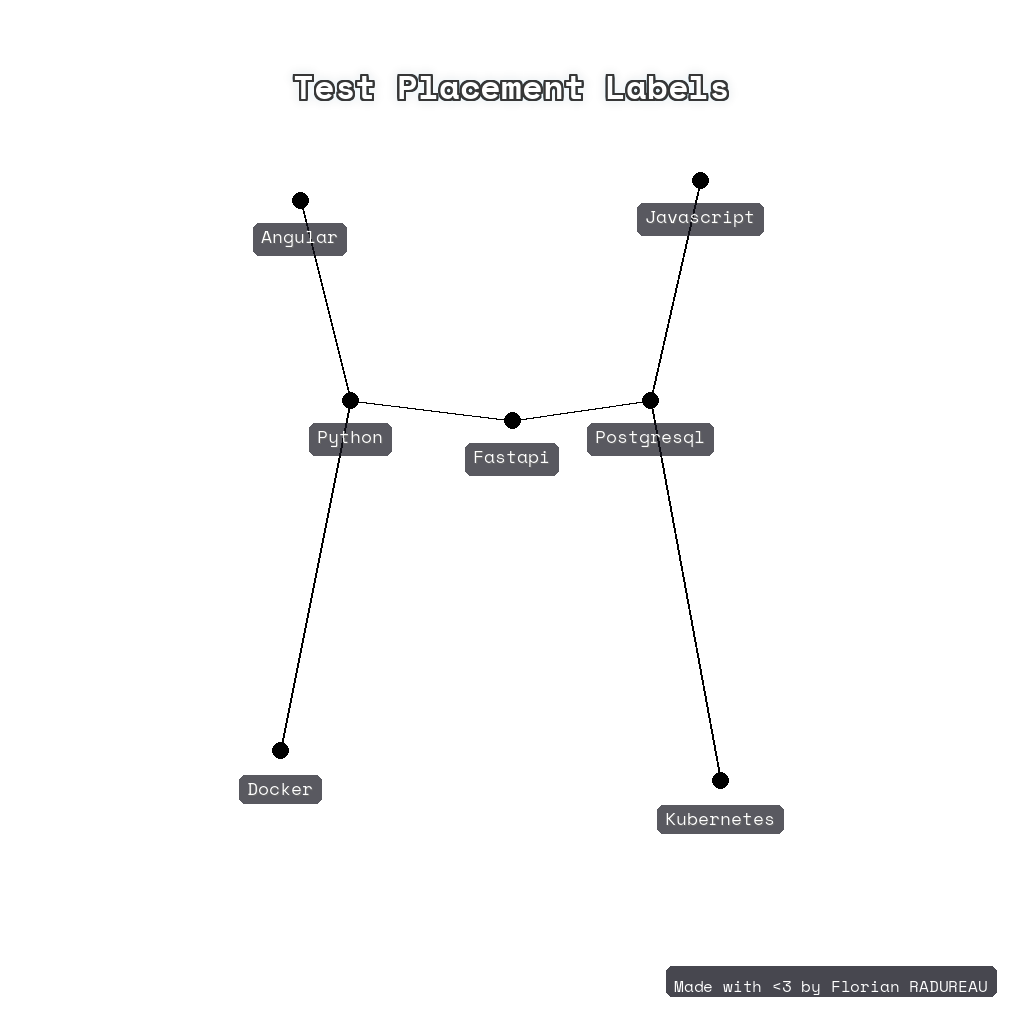 Test Placement Labels
Javascript
Angular
Python
Postgresql
Fastapi
Docker
Kubernetes
Made with <3 by Florian RADUREAU